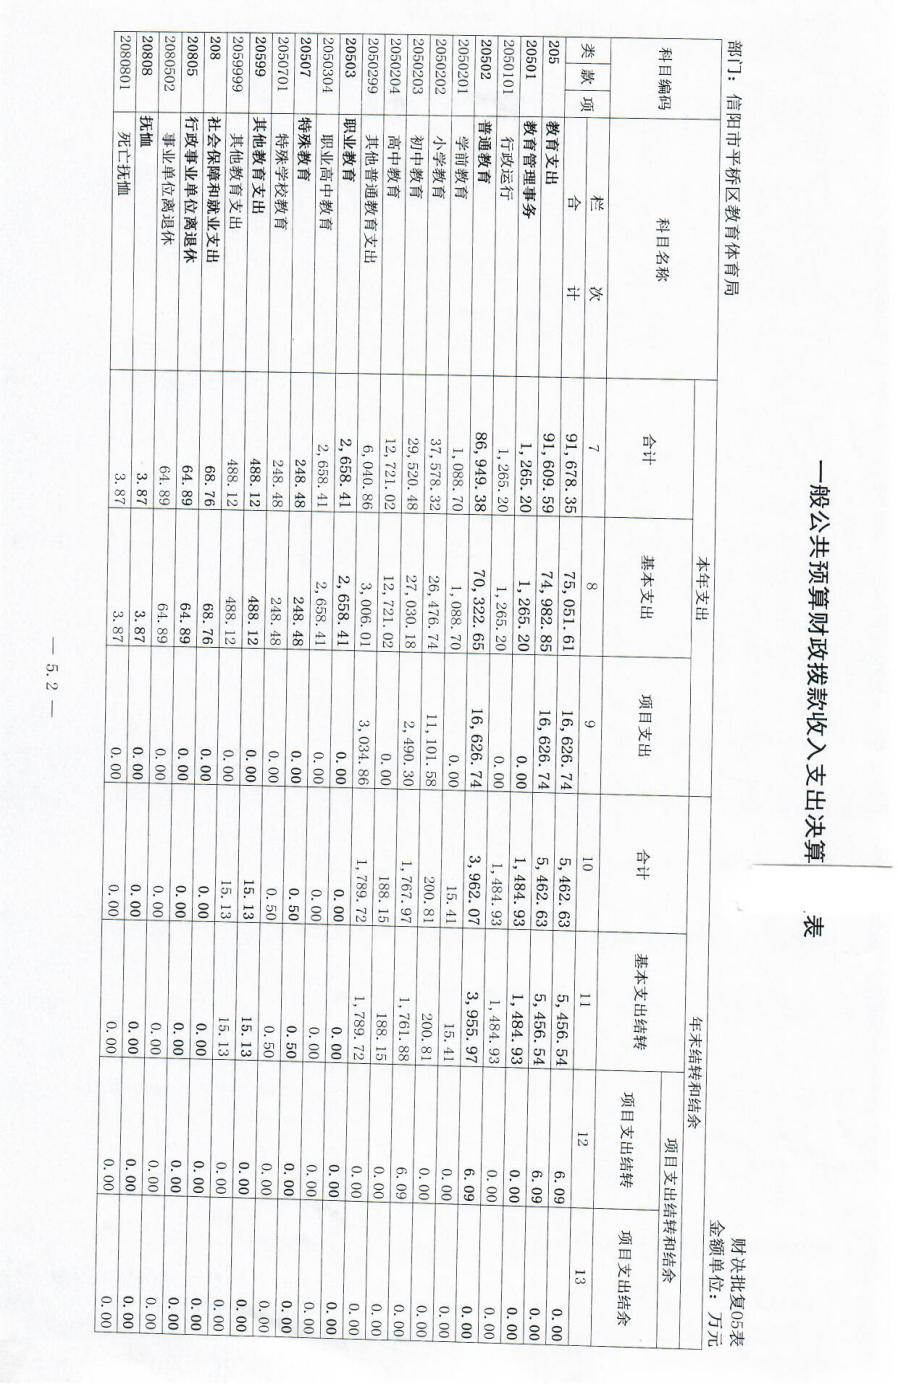 一般公共预算财政拨款收入支出决算 表
财决批复05表
部门：信阳市平桥区教育体育局 金额单位：万元
科目编码 科目名称 本年支出 年末结转和结余
合计 基本支出 项目支出 合计 基本支出结转 项目支出结转和结余
项目支出结转 项目支出结余
类 款 项 栏次 7 8 9 10 11 12 13
合计 91,678.35 75,051.61 16,626.74 5,462.63 5,456.54 6.09 0.00
205 教育支出 91,609.59 74,982.85 16,626.74 5,462.63 5,456.54 6.09 0.00
20501 教育管理事务 1,265.20 1,265.20 0.00 1,484.93 1,484.93 0.00 0.00
2050101 行政运行 1,265.20 1,265.20 0.00 1,484.93 1,484.93 0.00 0.00
20502 普通教育 86,949.38 70,322.65 16,626.74 3,962.07 3,955.97 6.09 0.00
2050201 学前教育 1,088.70 1,088.70 0.00 15.41 15.41 0.00 0.00
2050202 小学教育 37,578.32 26,476.74 11,101.58 200.81 200.81 0.00 0.00
2050203 初中教育 29,520.48 27,030.18 2,490.30 1,767.97 1,761.88 6.09 0.00
2050204 高中教育 12,721.02 12,721.02 0.00 188.15 188.15 0.00 0.00
2050299 其他普通教育支出 6,040.86 3,006.01 3,034.86 1,789.72 1,789.72 0.00 0.00
20503 职业教育 2,658.41 2,658.41 0.00 0.00 0.00 0.00 0.00
2050304 职业高中教育 2,658.41 2,658.41 0.00 0.00 0.00 0.00 0.00
20507 特殊教育 248.48 248.48 0.00 0.50 0.50 0.00 0.00
2050701 特殊学校教育 248.48 248.48 0.00 0.50 0.50 0.00 0.00
20599 其他教育支出 488.12 488.12 0.00 15.13 15.13 0.00 0.00
2059999 其他教育支出 488.12 488.12 0.00 15.13 15.13 0.00 0.00
208 社会保障和就业支出 68.76 68.76 0.00 0.00 0.00 0.00 0.00
20805 行政事业单位离退休 64.89 64.89 0.00 0.00 0.00 0.00 0.00
2080502 事业单位离退休 64.89 64.89 0.00 0.00 0.00 0.00 0.00
20808 抚恤 3.87 3.87 0.00 0.00 0.00 0.00 0.00
2080801 死亡抚恤 3.87 3.87 0.00 0.00 0.00 0.00 0.00
— 5.2 —